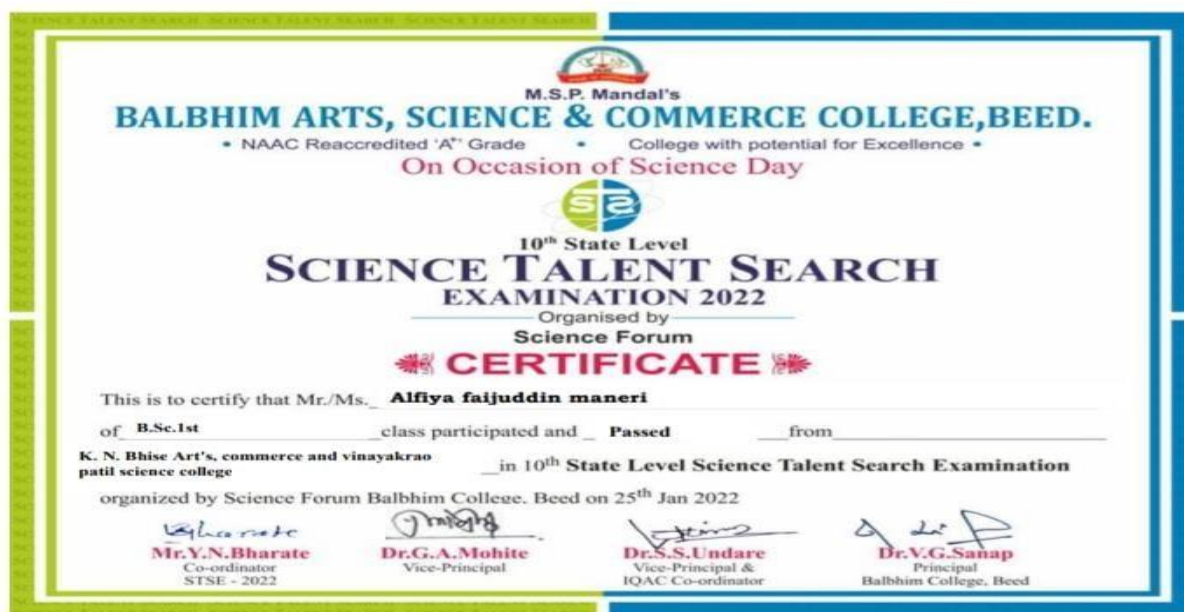 SCIENCE TALENT SEARCH SCIENCE TALENT SEARCH SCIENCE TALENT SEARCH
M.S.P. Mandal's
BALBHIM ARTS, SCIENCE & COMMERCE COLLEGE,BEED.
• NAAC Reaccredited 'A+' Grade • College with potential for Excellence •
On Occasion of Science Day
STS
10th State Level
SCIENCE TALENT SEARCH
EXAMINATION 2022
Organised by
Science Forum
CERTIFICATE
This is to certify that Mr./Ms._ Alfiya faijuddin maneri
of B.Sc.1st class participated and _ Passed from
K. N. Bhise Art's, commerce and vinayakrao
patil science college in 10th State Level Science Talent Search Examination
organized by Science Forum Balbhim College, Beed on 25th Jan 2022
Mr.Y.N.Bharate Dr.G.A.Mohite Dr.S.S.Undare Dr.V.G.Sanap
Co-ordinator Vice-Principal Vice-Principal & Principal
STSE - 2022 IQAC Co-ordinator Balbhim College, Beed